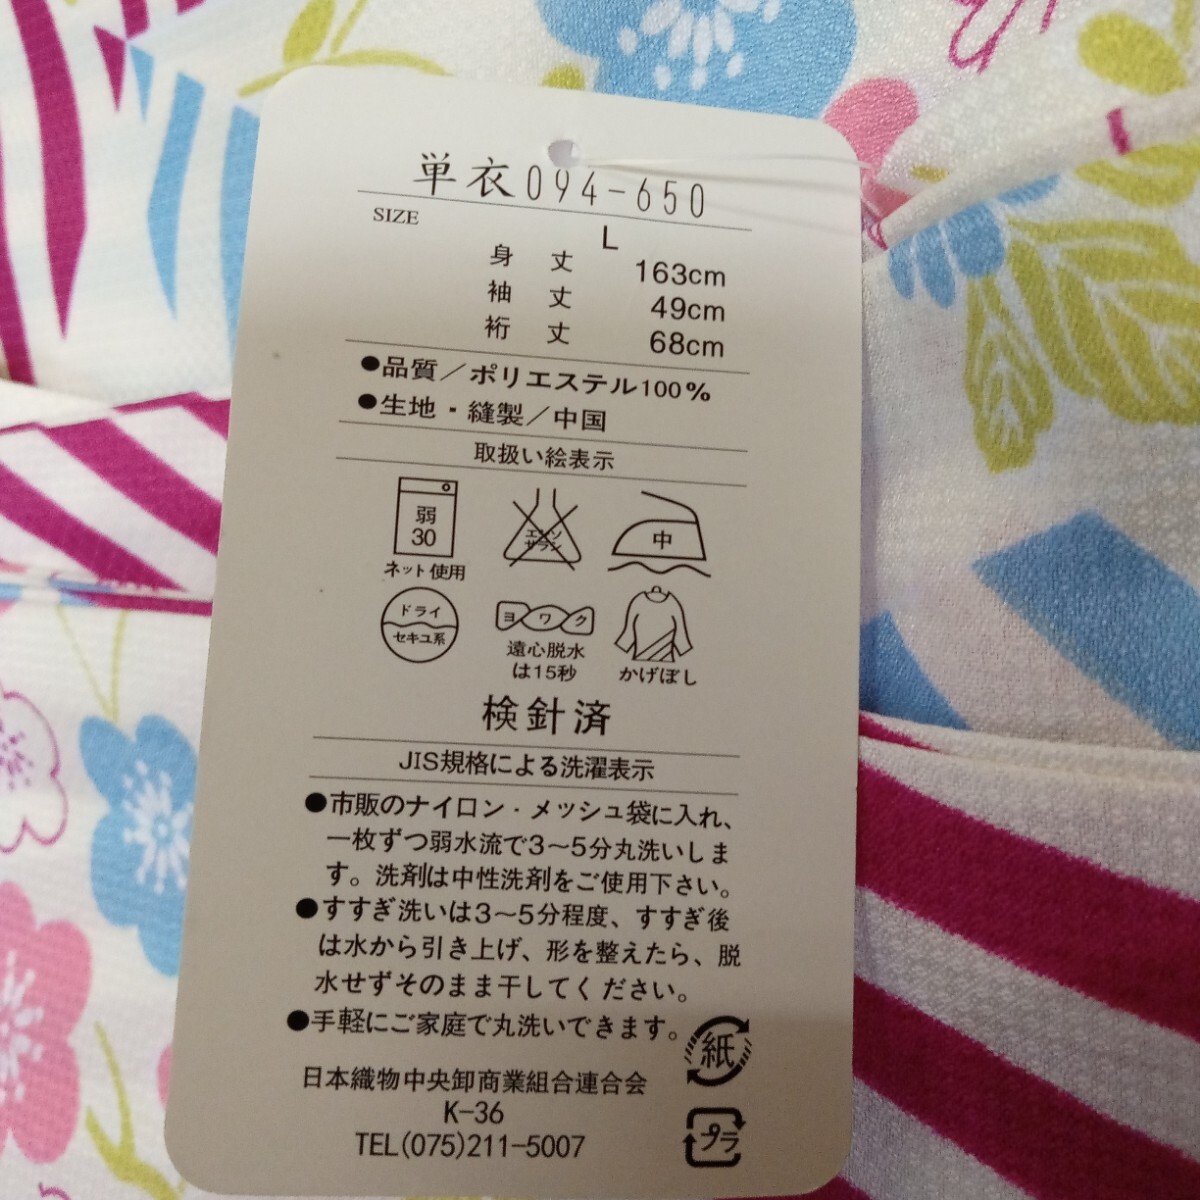 単衣094-650
SIZE
L
身丈 163cm
袖丈 49cm
裄丈 68cm
●品質／ポリエステル100%
●生地・縫製／中国
取扱い絵表示
弱
30
ネット使用
エンソ
サラシ
中
ドライ
セキユ系
ヨワク
遠心脱水
は15秒
かげぼし
検針済
JIS規格による洗濯表示
●市販のナイロン・メッシュ袋に入れ、
一枚ずつ弱水流で3〜5分丸洗いしま
す。洗剤は中性洗剤をご使用下さい。
●すすぎ洗いは3〜5分程度、すすぎ後
は水から引き上げ、形を整えたら、脱
水せずそのまま干してください。
●手軽にご家庭で丸洗いできます。
紙
日本織物中央卸商業組合連合会
K-36
TEL(075)211-5007
プラ